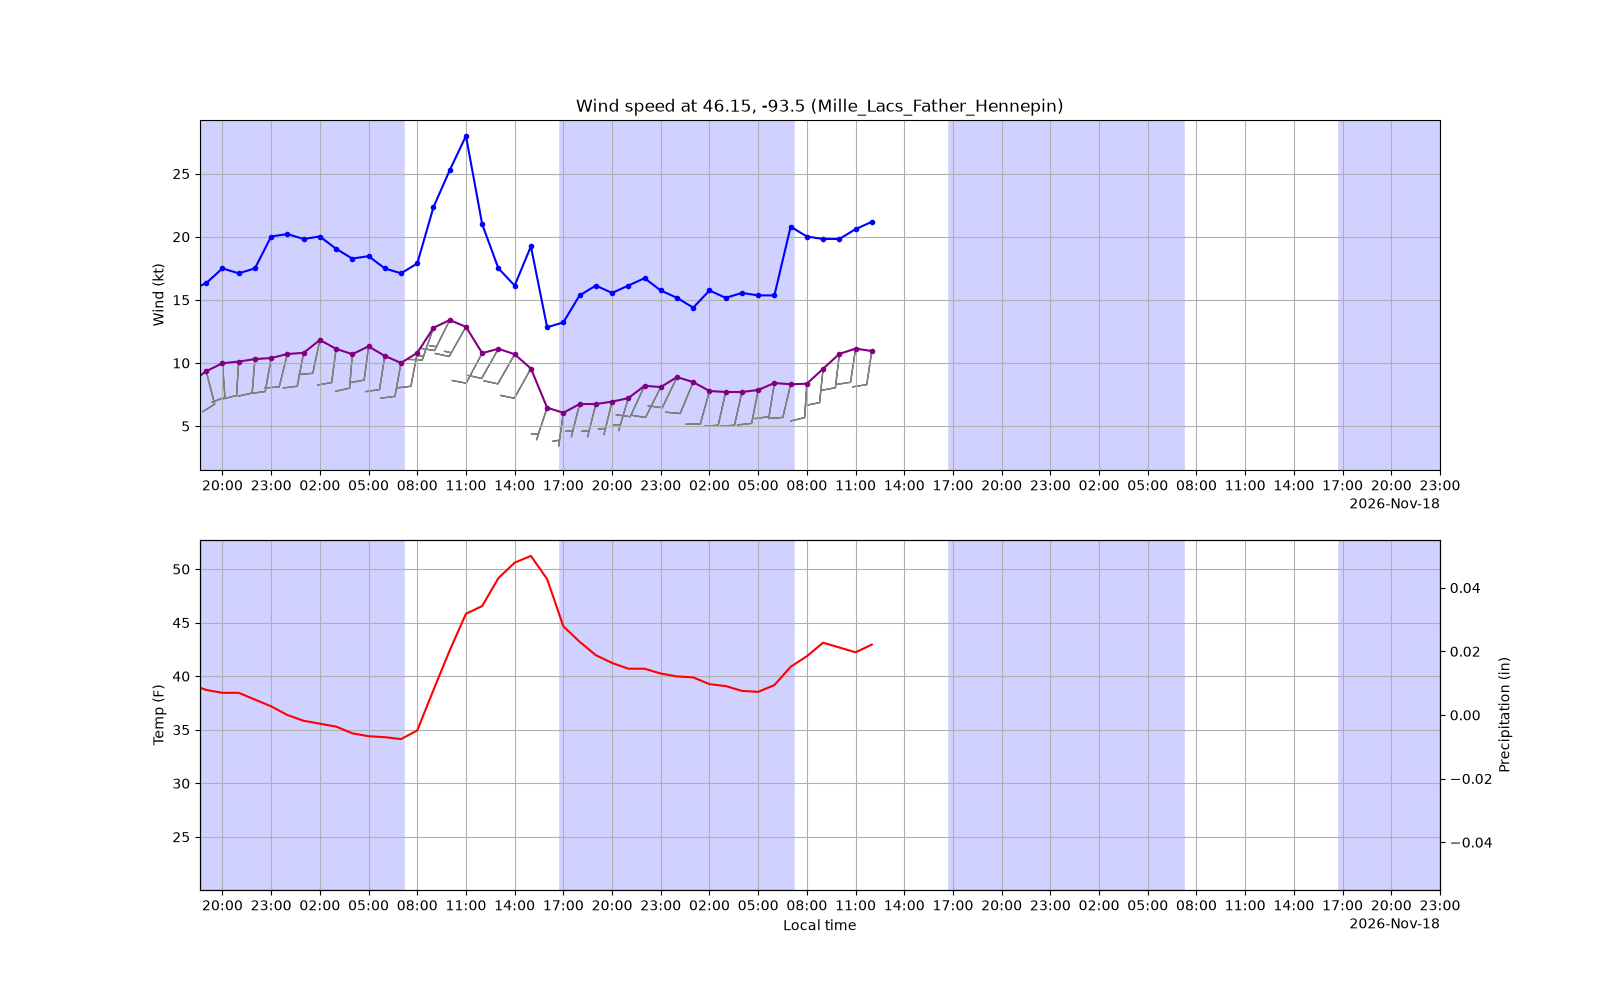 Wind speed at 46.15, -93.5 (Mille_Lacs_Father_Hennepin)
25
20
15
10
5
Wind (kt)
20:00 23:00 02:00 05:00 08:00 11:00 14:00 17:00 20:00 23:00 02:00 05:00 08:00 11:00 14:00 17:00 20:00 23:00 02:00 05:00 08:00 11:00 14:00 17:00 20:00 23:00
2026-Nov-18
50
45
40
35
30
25
Temp (F)
0.04
0.02
0.00
−0.02
−0.04
Precipitation (in)
20:00 23:00 02:00 05:00 08:00 11:00 14:00 17:00 20:00 23:00 02:00 05:00 08:00 11:00 14:00 17:00 20:00 23:00 02:00 05:00 08:00 11:00 14:00 17:00 20:00 23:00
Local time
2026-Nov-18